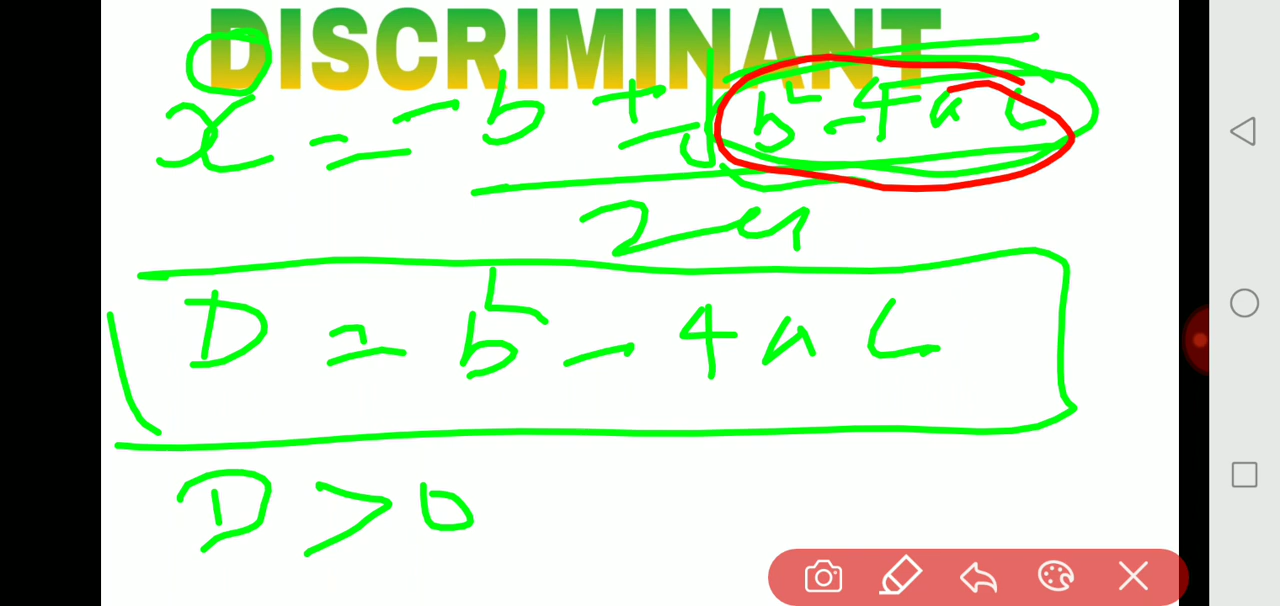 DISCRIMINANT
x = -b ± √b²-4ac
2a
D = b² - 4ac
D > 0